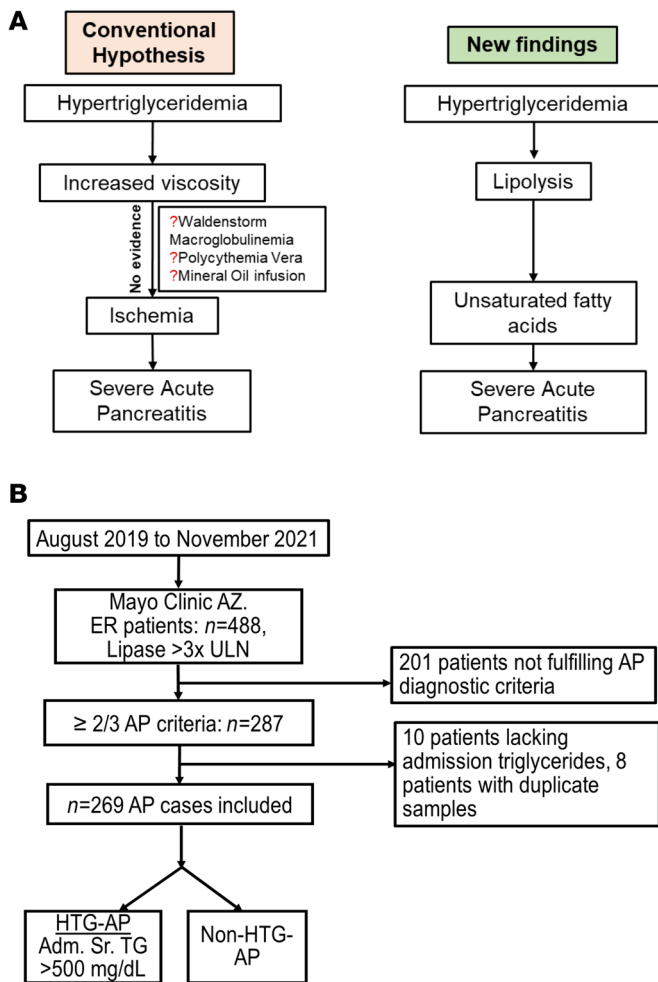 A
Conventional
Hypothesis
Hypertriglyceridemia
Increased viscosity
No evidence
?Waldenstorm
Macroglobulinemia
?Polycythemia Vera
?Mineral Oil infusion
Ischemia
Severe Acute
Pancreatitis
New findings
Hypertriglyceridemia
Lipolysis
Unsaturated fatty
acids
Severe Acute
Pancreatitis
B
August 2019 to November 2021
Mayo Clinic AZ.
ER patients: n=488,
Lipase >3x ULN
201 patients not fulfilling AP
diagnostic criteria
≥ 2/3 AP criteria: n=287
10 patients lacking
admission triglycerides, 8
patients with duplicate
samples
n=269 AP cases included
HTG-AP
Adm. Sr. TG
>500 mg/dL
Non-HTG-
AP